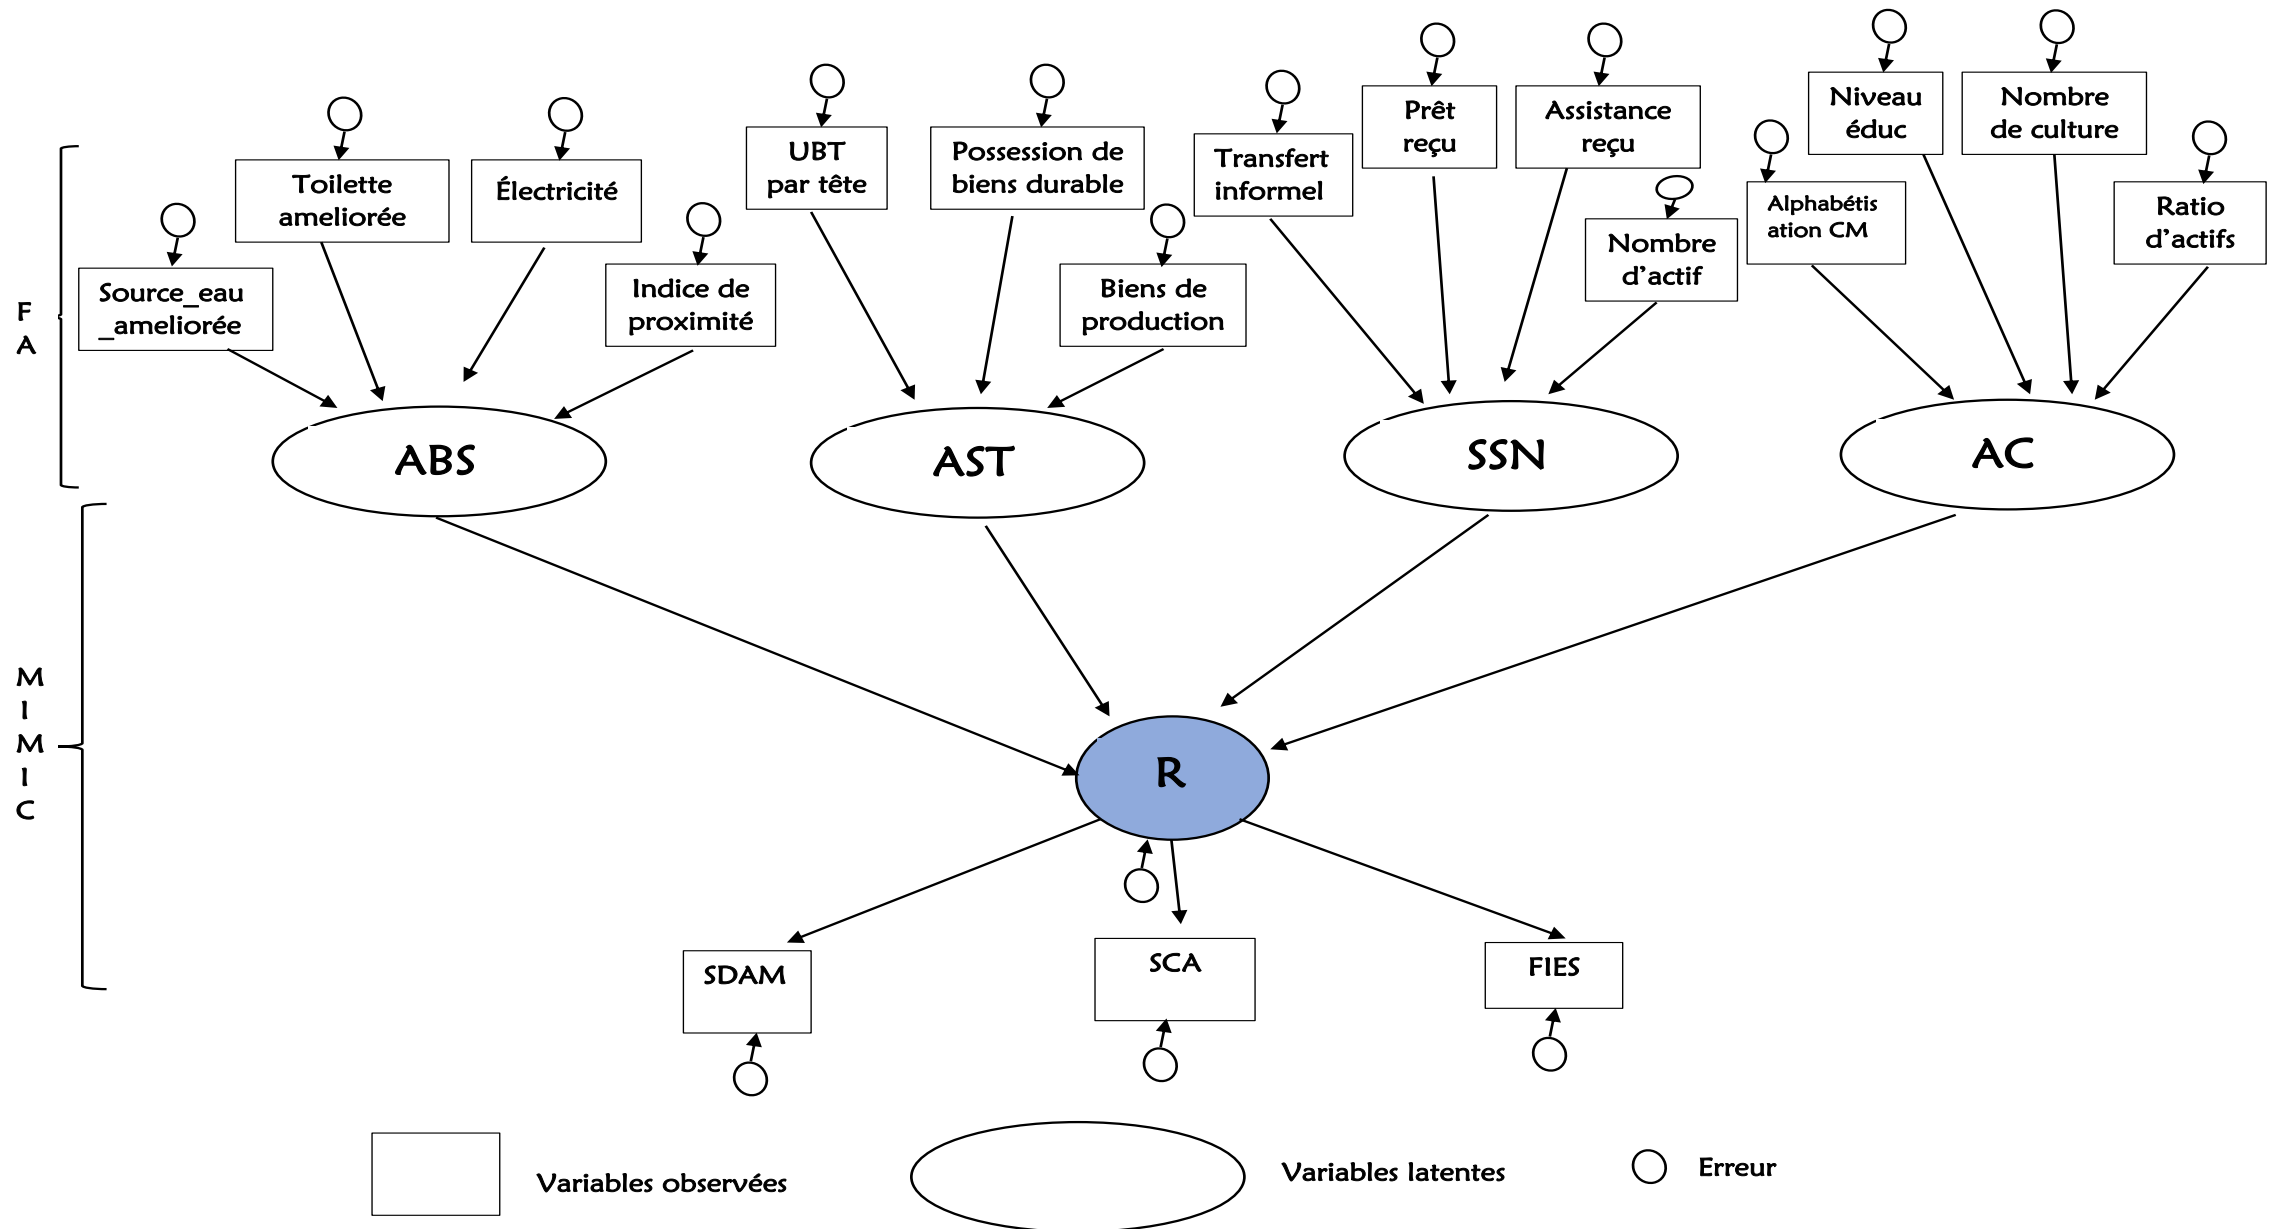 Niveau
éduc
Nombre
de culture
Prêt
reçu
Assistance
reçu
UBT
par tête
Possession de
biens durable
Transfert
informel
Toilette
ameliorée
Électricité
Alphabétis
ation CM
Ratio
d'actifs
Nombre
d'actif
Source_eau
_ameliorée
Indice de
proximité
Biens de
production
F
A
ABS
AST
SSN
AC
M
I
M
I
C
R
SDAM
SCA
FIES
Variables observées
Variables latentes
Erreur